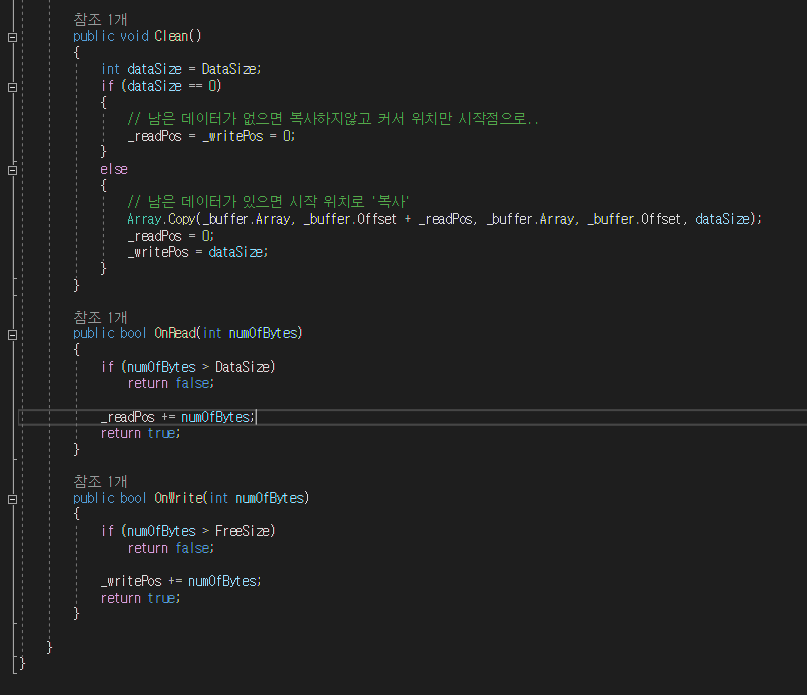 참조 1개
public void Clean()
{
int dataSize = DataSize;
if (dataSize == 0)
{
// 남은 데이터가 없으면 복사하지않고 커서 위치만 시작점으로..
_readPos = _writePos = 0;
}
else
{
// 남은 데이터가 있으면 시작 위치로 '복사'
Array.Copy(_buffer.Array, _buffer.Offset + _readPos, _buffer.Array, _buffer.Offset, dataSize);
_readPos = 0;
_writePos = dataSize;
}
}
참조 1개
public bool OnRead(int numOfBytes)
{
if (numOfBytes > DataSize)
return false;
_readPos += numOfBytes;
return true;
}
참조 1개
public bool OnWrite(int numOfBytes)
{
if (numOfBytes > FreeSize)
return false;
_writePos += numOfBytes;
return true;
}
}
}